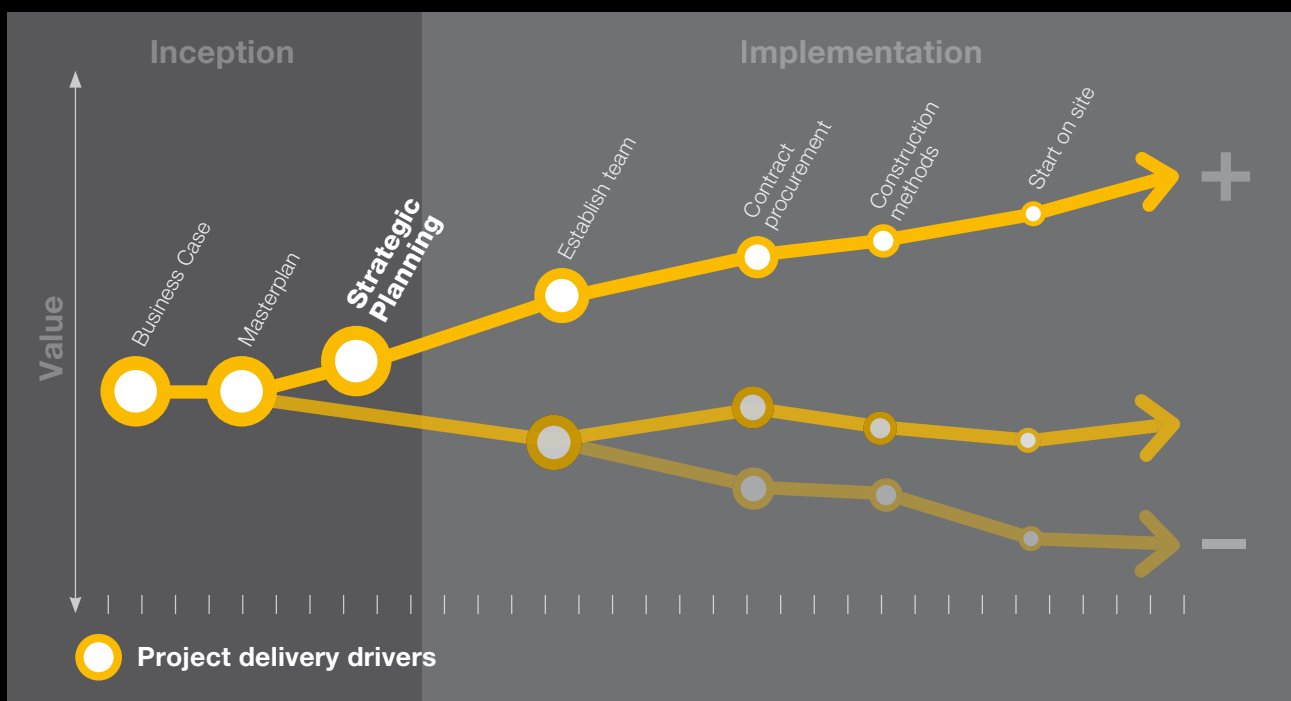 Inception
Implementation
Value
Business Case
Masterplan
Strategic
Planning
Establish team
Contract
procurement
Construction
methods
Start on site
+
−
Project delivery drivers